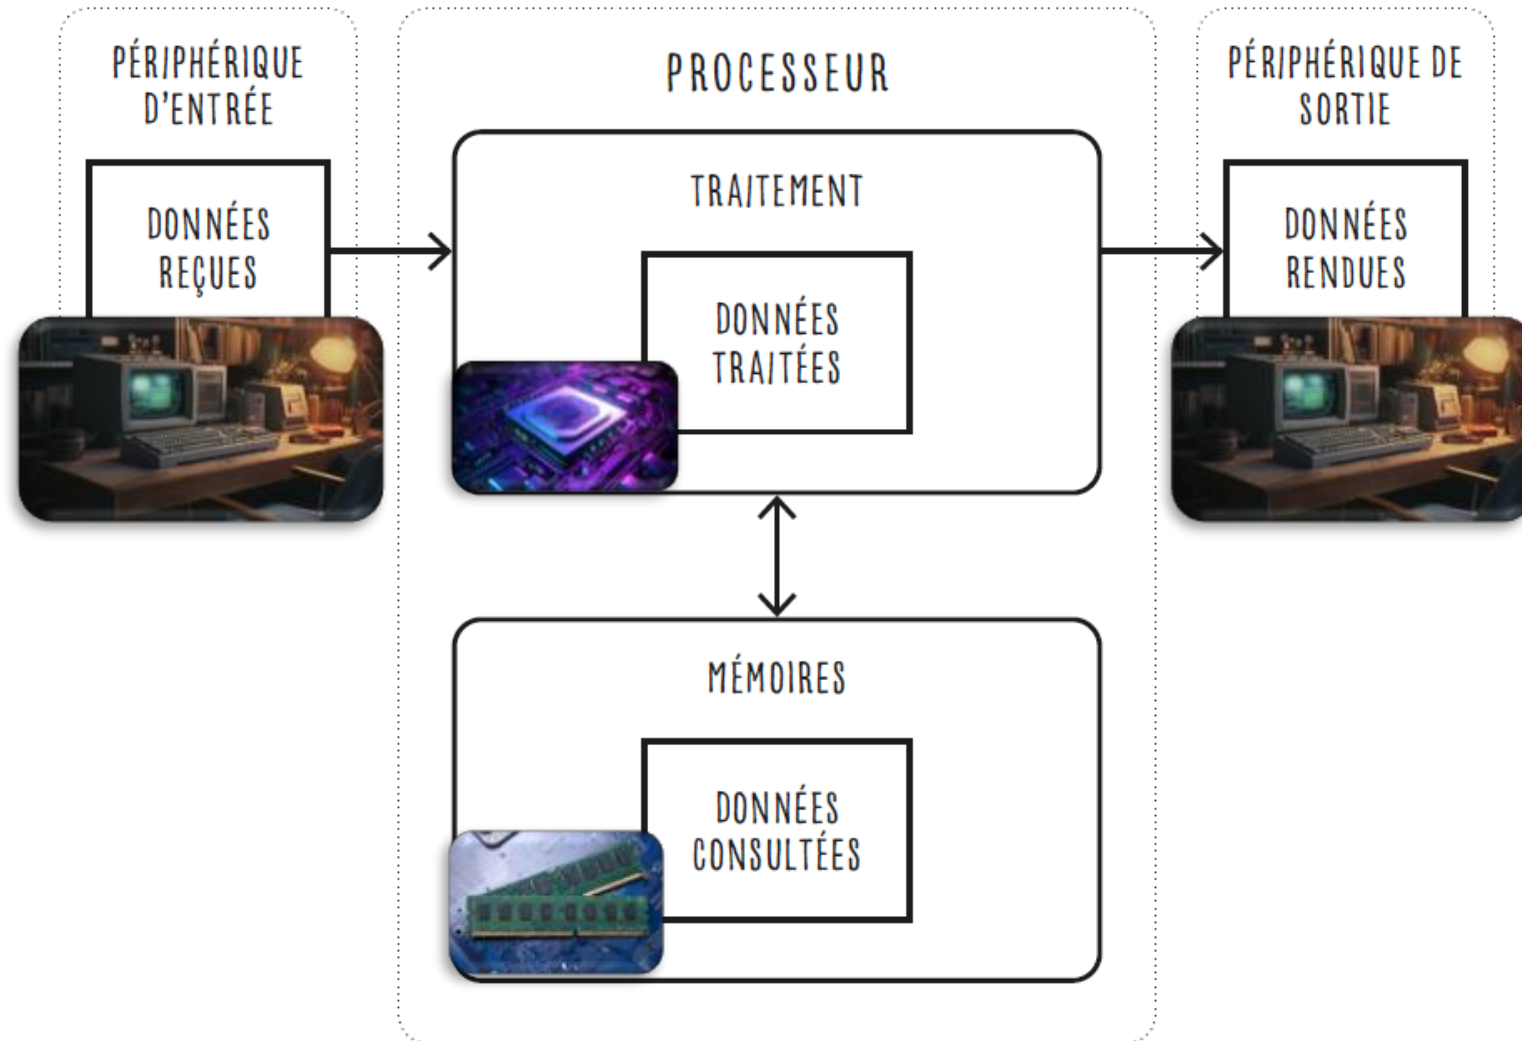 PÉRIPHÉRIQUE
D'ENTRÉE
DONNÉES
REÇUES
PROCESSEUR
TRAITEMENT
DONNÉES
TRAITÉES
MÉMOIRES
DONNÉES
CONSULTÉES
PÉRIPHÉRIQUE DE
SORTIE
DONNÉES
RENDUES